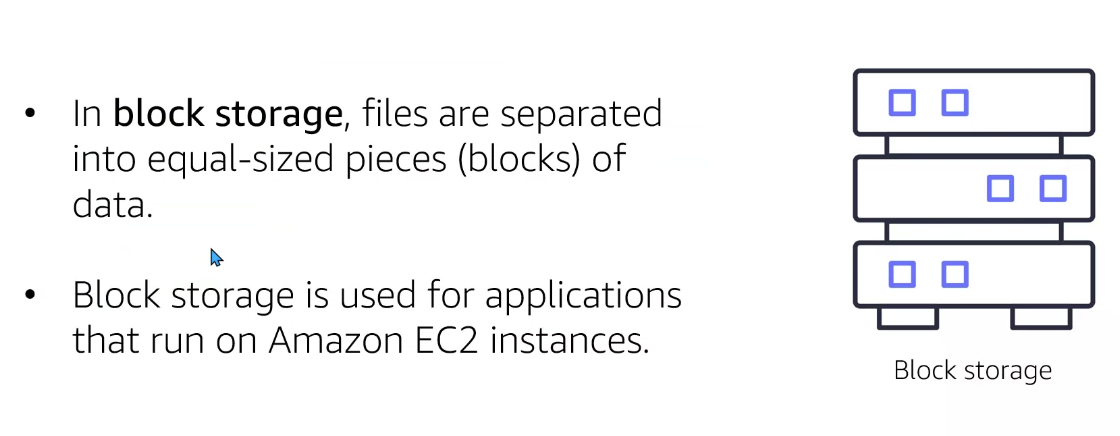 • In block storage, files are separated
into equal-sized pieces (blocks) of
data.
• Block storage is used for applications
that run on Amazon EC2 instances.
Block storage